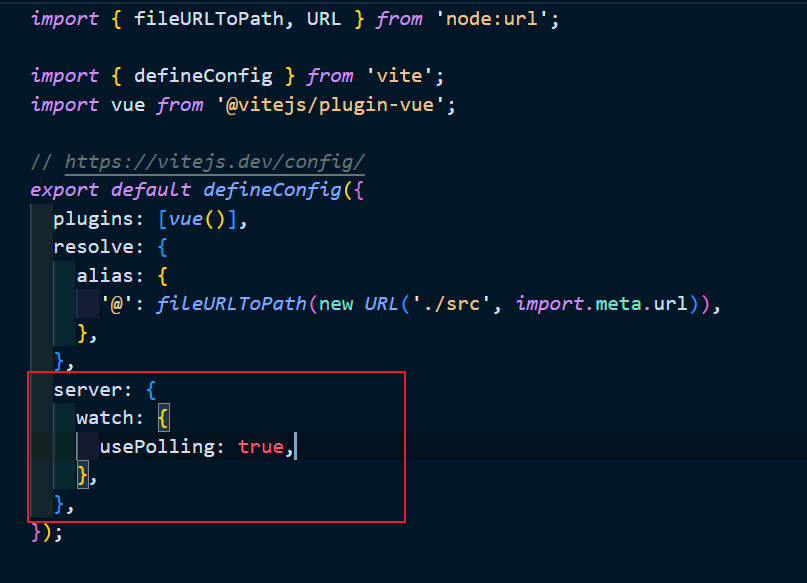 import { fileURLToPath, URL } from 'node:url';
import { defineConfig } from 'vite';
import vue from '@vitejs/plugin-vue';
// https://vitejs.dev/config/
export default defineConfig({
  plugins: [vue()],
  resolve: {
    alias: {
      '@': fileURLToPath(new URL('./src', import.meta.url)),
    },
  },
  server: {
    watch: {
      usePolling: true,
    },
  },
});